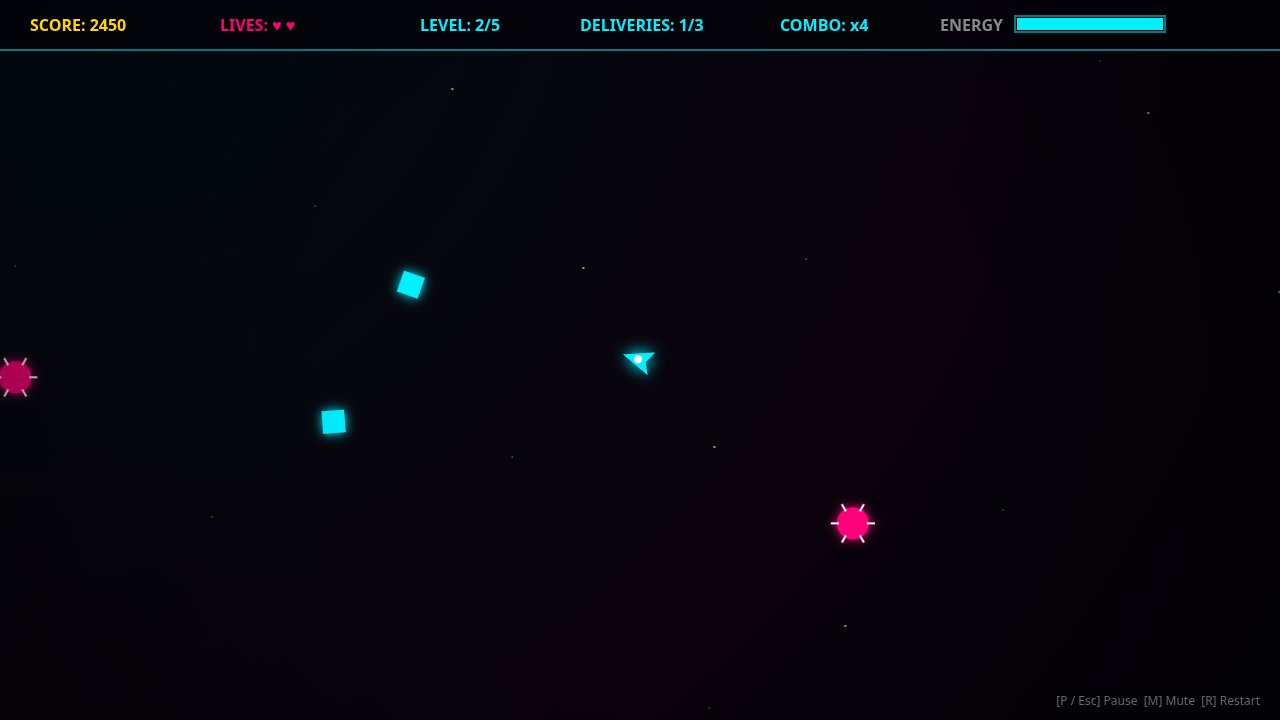 SCORE: 2450 LIVES: ♥ ♥ LEVEL: 2/5 DELIVERIES: 1/3 COMBO: x4 ENERGY
[P / Esc] Pause [M] Mute [R] Restart